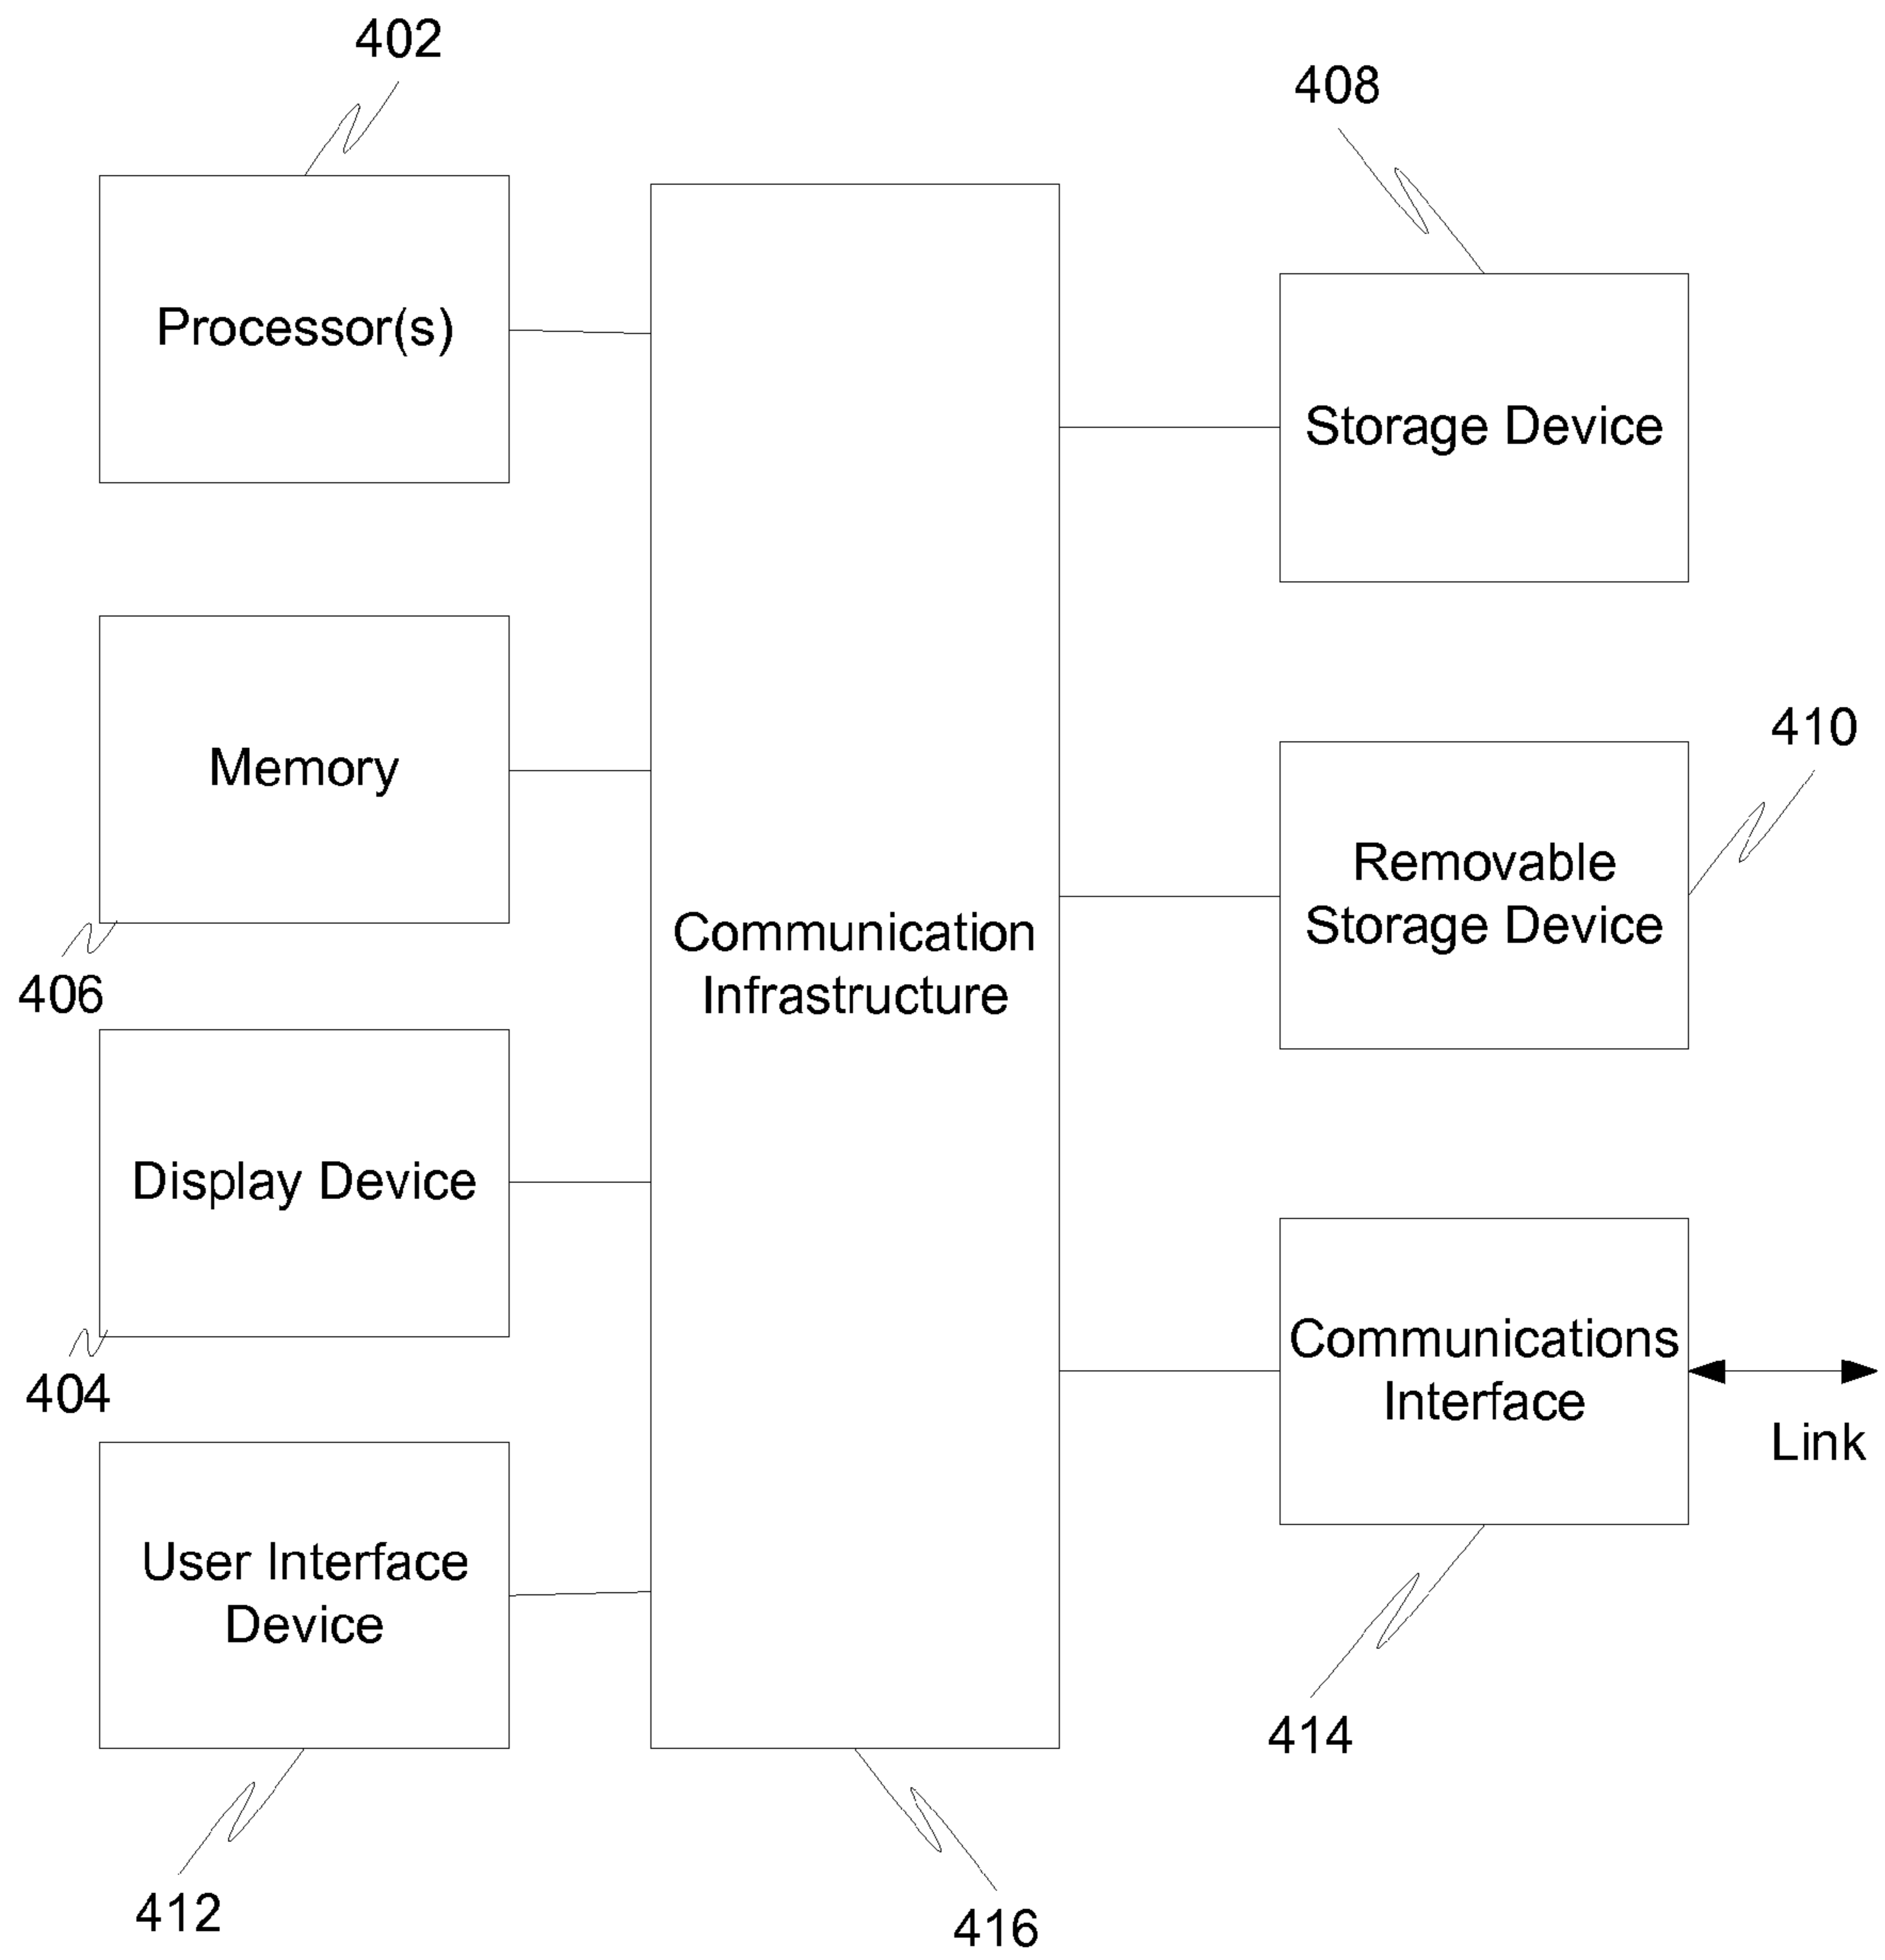 402
408
Processor(s)
Storage Device
410
Memory
Removable
Storage Device
Communication
Infrastructure
406
Display Device
Communications
Interface
404
Link
User Interface
Device
414
412
416